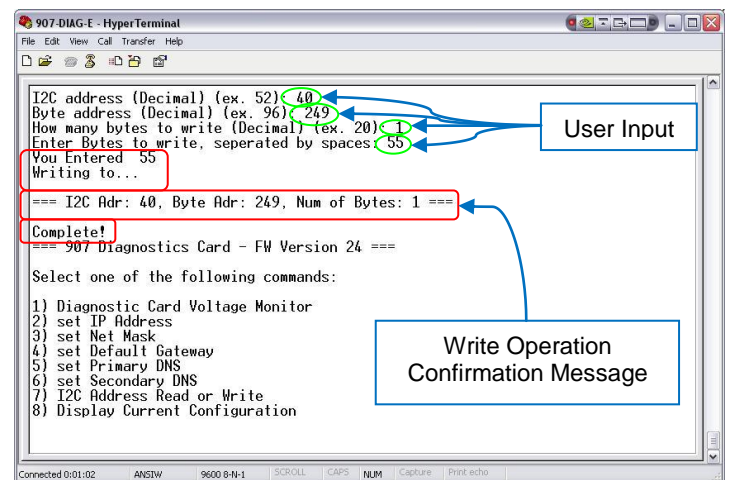 907-DIAG-E - HyperTerminal
File Edit View Call Transfer Help
I2C address (Decimal) (ex. 52): 40
Byte address (Decimal) (ex. 96): 249
How many bytes to write (Decimal) (ex. 20): 1
Enter Bytes to write, seperated by spaces: 55
You Entered 55
Writing to...
=== I2C Adr: 40, Byte Adr: 249, Num of Bytes: 1 ===
Complete!
=== 907 Diagnostics Card - FW Version 24 ===
Select one of the following commands:
1) Diagnostic Card Voltage Monitor
2) set IP Address
3) set Net Mask
4) set Default Gateway
5) set Primary DNS
6) set Secondary DNS
7) I2C Address Read or Write
8) Display Current Configuration
User Input
Write Operation
Confirmation Message
Connected 0:01:02 ANSIW 9600 8-N-1 SCROLL CAPS NUM Capture Print echo